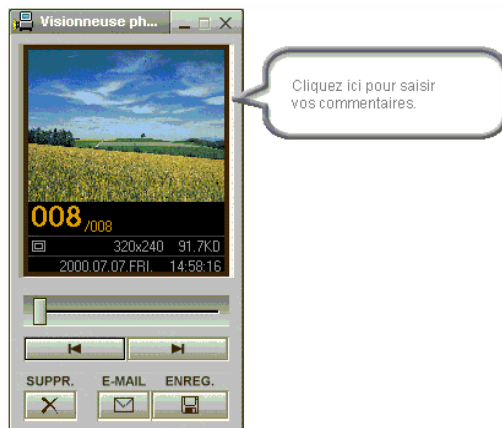 Visionneuse ph...
Cliquez ici pour saisir
vos commentaires.
008 /008
320x240 91.7KD
2000.07.07.FRI. 14:58:16
SUPPR. E-MAIL ENREG.